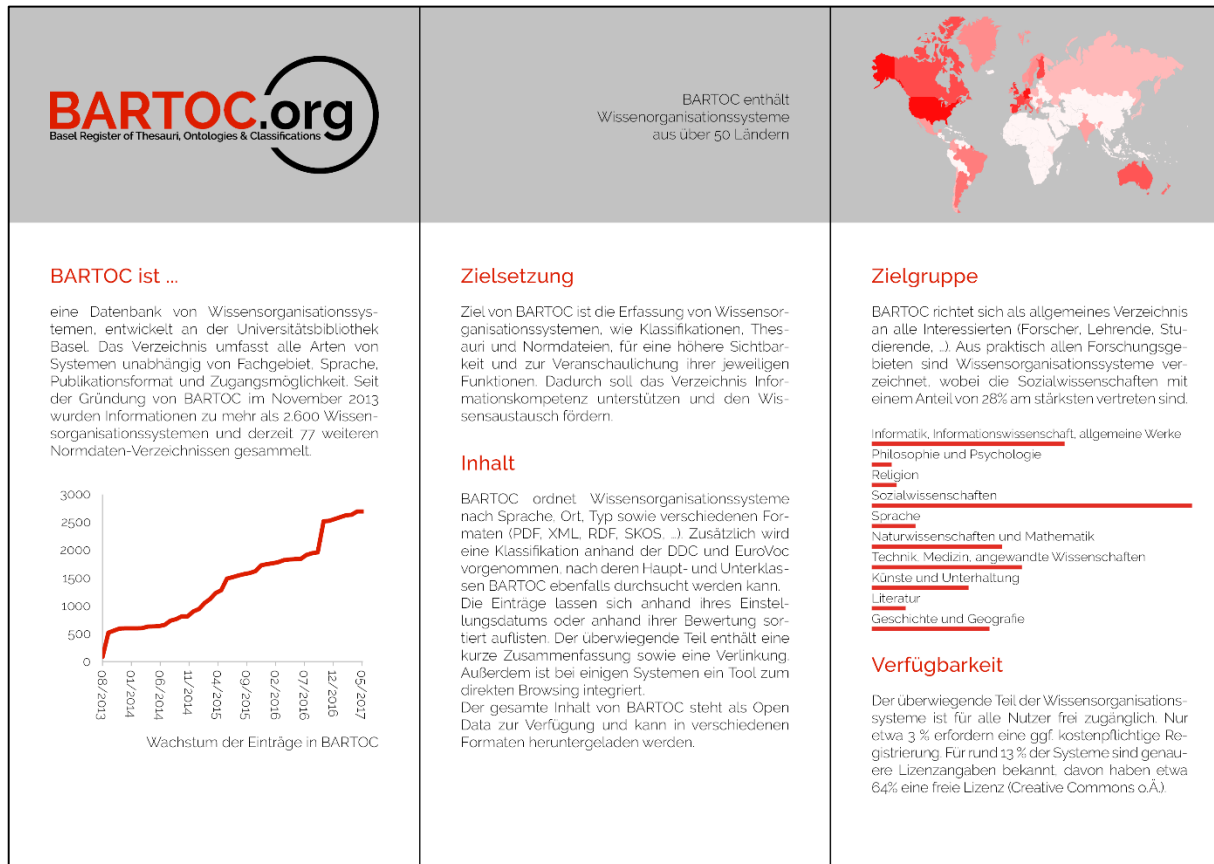 BARTOC.org
Basel Register of Thesauri, Ontologies & Classifications
BARTOC enthält
Wissenorganisationssysteme
aus über 50 Ländern
BARTOC ist ...
eine Datenbank von Wissensorganisationssys-
temen, entwickelt an der Universitätsbibliothek
Basel. Das Verzeichnis umfasst alle Arten von
Systemen unabhängig von Fachgebiet, Sprache,
Publikationsformat und Zugangsmöglichkeit. Seit
der Gründung von BARTOC im November 2013
wurden Informationen zu mehr als 2.600 Wissen-
sorganisationssystemen und derzeit 77 weiteren
Normdaten-Verzeichnissen gesammelt.
3000
2500
2000
1500
1000
500
0
08/2013
01/2014
06/2014
11/2014
04/2015
09/2015
02/2016
07/2016
12/2016
05/2017
Wachstum der Einträge in BARTOC
Zielsetzung
Ziel von BARTOC ist die Erfassung von Wissensor-
ganisationssystemen, wie Klassifikationen, Thes-
auri und Normdateien, für eine höhere Sichtbar-
keit und zur Veranschaulichung ihrer jeweiligen
Funktionen. Dadurch soll das Verzeichnis Infor-
mationskompetenz unterstützen und den Wis-
sensaustausch fördern.
Inhalt
BARTOC ordnet Wissensorganisationssysteme
nach Sprache, Ort, Typ sowie verschiedenen For-
maten (PDF, XML, RDF, SKOS, ...). Zusätzlich wird
eine Klassifikation anhand der DDC und EuroVoc
vorgenommen, nach deren Haupt- und Unterklas-
sen BARTOC ebenfalls durchsucht werden kann.
Die Einträge lassen sich anhand ihres Einstel-
lungsdatums oder anhand ihrer Bewertung sor-
tiert auflisten. Der überwiegende Teil enthält eine
kurze Zusammenfassung sowie eine Verlinkung.
Außerdem ist bei einigen Systemen ein Tool zum
direkten Browsing integriert.
Der gesamte Inhalt von BARTOC steht als Open
Data zur Verfügung und kann in verschiedenen
Formaten heruntergeladen werden.
Zielgruppe
BARTOC richtet sich als allgemeines Verzeichnis
an alle Interessierten (Forscher, Lehrende, Stu-
dierende, ...). Aus praktisch allen Forschungsge-
bieten sind Wissensorganisationssysteme ver-
zeichnet, wobei die Sozialwissenschaften mit
einem Anteil von 28% am stärksten vertreten sind.
Informatik, Informationswissenschaft, allgemeine Werke
Philosophie und Psychologie
Religion
Sozialwissenschaften
Sprache
Naturwissenschaften und Mathematik
Technik, Medizin, angewandte Wissenschaften
Künste und Unterhaltung
Literatur
Geschichte und Geografie
Verfügbarkeit
Der überwiegende Teil der Wissensorganisations-
systeme ist für alle Nutzer frei zugänglich. Nur
etwa 3 % erfordern eine ggf. kostenpflichtige Re-
gistrierung. Für rund 13 % der Systeme sind genau-
ere Lizenzangaben bekannt, davon haben etwa
64% eine freie Lizenz (Creative Commons o.Ä.).